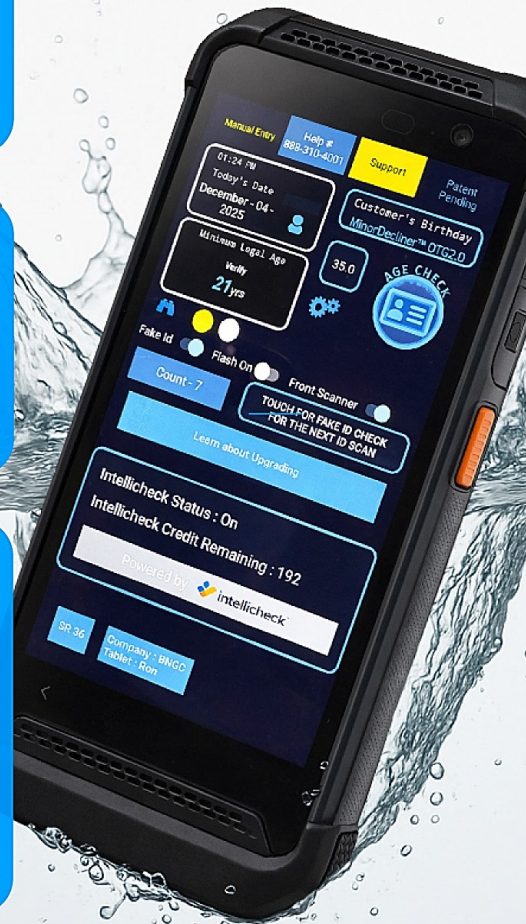 Manual Entry
Help #
888-310-4001
Support
Patent
Pending
01:24 PM
Today's Date
December - 04 -
2025
Customer's Birthday
MinorDecliner™ OTG2.0
Minimum Legal Age
Verify
21yrs
35.0
AGE CHECK
Fake Id
Flash On
Front Scanner
Count - 7
TOUCH FOR FAKE ID CHECK
FOR THE NEXT ID SCAN
Learn about Upgrading
Intellicheck Status : On
Intellicheck Credit Remaining : 192
Powered by intellicheck
SR 36
Company : BNGC
Tablet : Ron